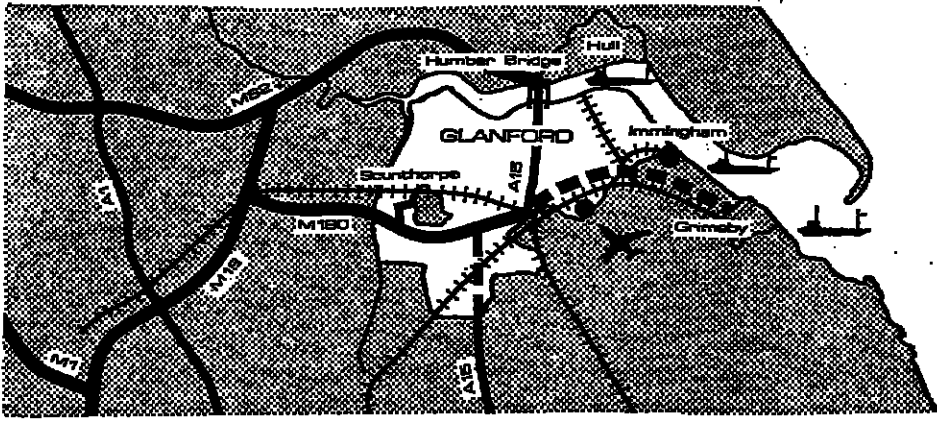 Hull
Humber Bridge
M62
GLANFORD
Immingham
Scunthorpe
A15
A1
M180
Grimsby
M18
M1
A15